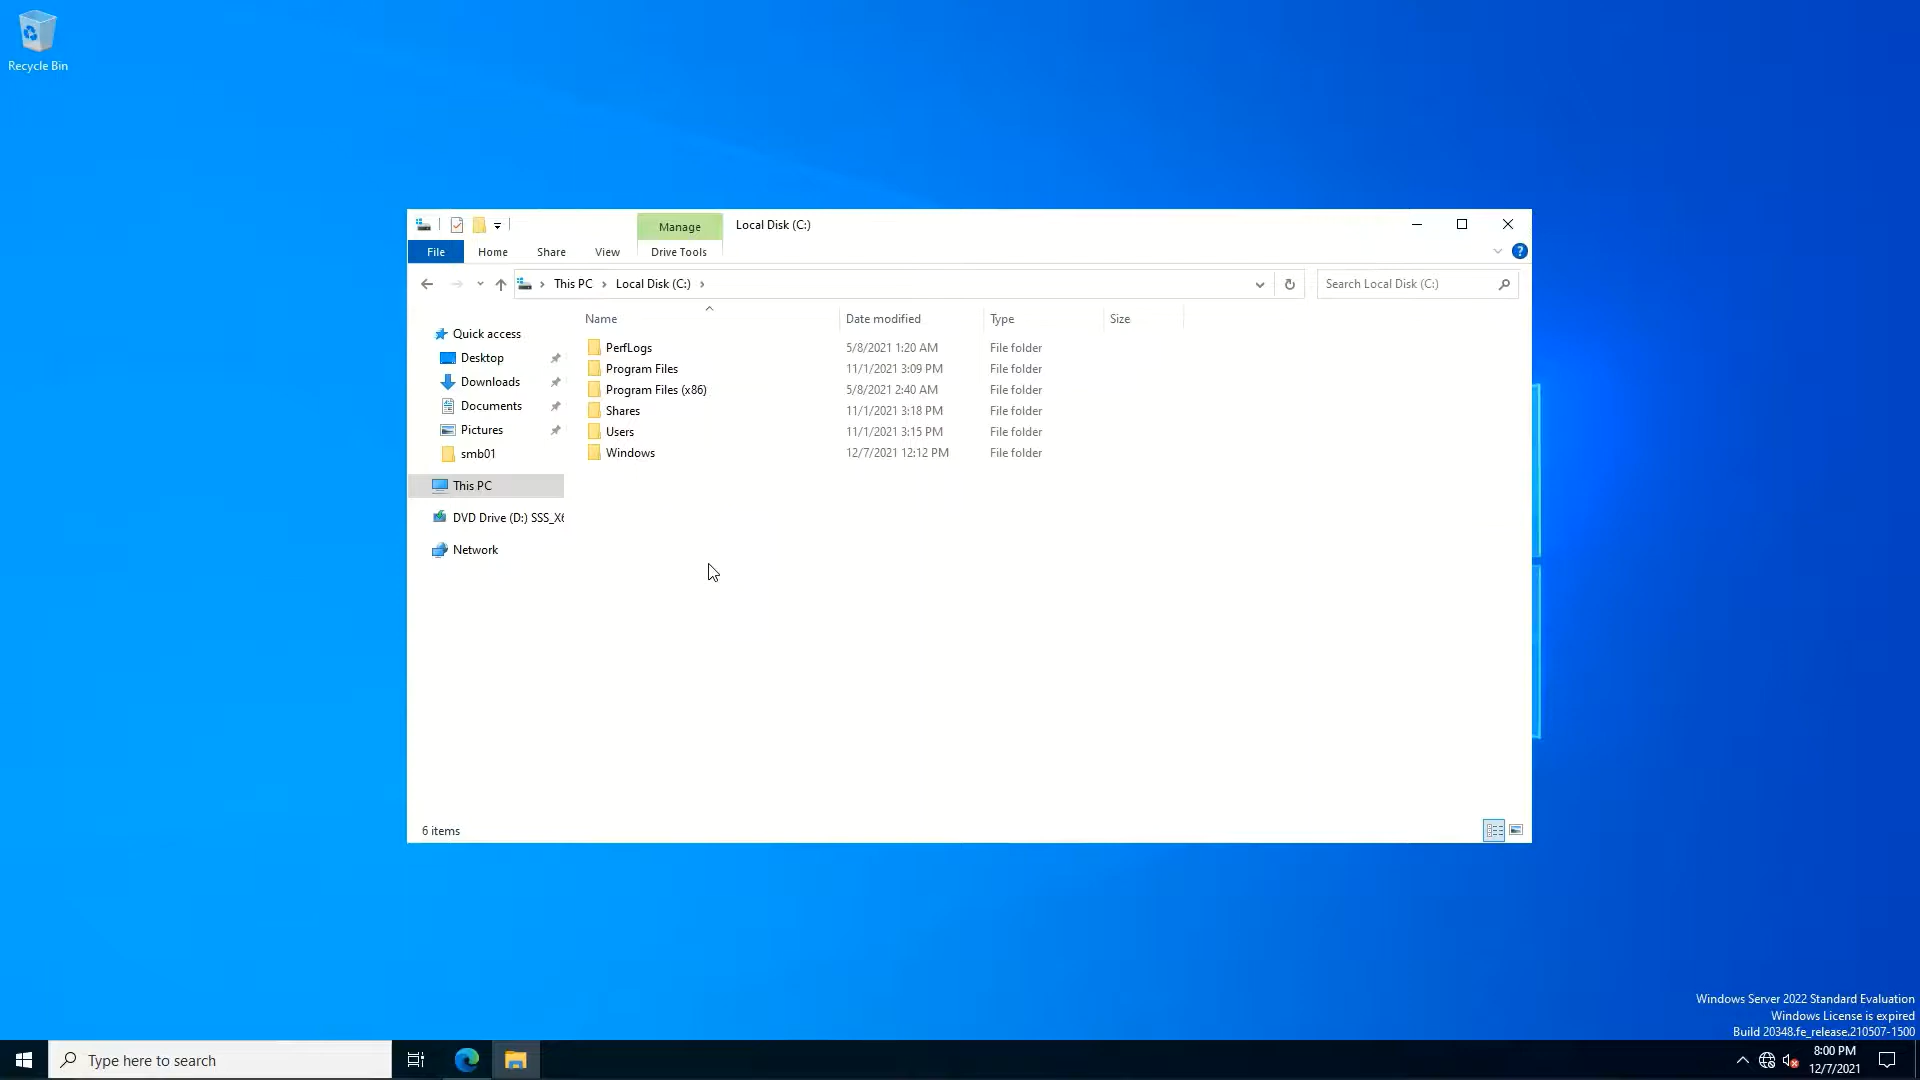 Recycle Bin
Manage
Local Disk (C:)
File
Home
Share
View
Drive Tools
This PC
Local Disk (C:)
Search Local Disk (C:)
Name
Date modified
Type
Size
Quick access
Desktop
Downloads
Documents
Pictures
smb01
This PC
DVD Drive (D:) SSS_X6
Network
PerfLogs 5/8/2021 1:20 AM File folder
Program Files 11/1/2021 3:09 PM File folder
Program Files (x86) 5/8/2021 2:40 AM File folder
Shares 11/1/2021 3:18 PM File folder
Users 11/1/2021 3:15 PM File folder
Windows 12/7/2021 12:12 PM File folder
6 items
Windows Server 2022 Standard Evaluation
Windows License is expired
Build 20348.fe_release.210507-1500
Type here to search
8:00 PM
12/7/2021